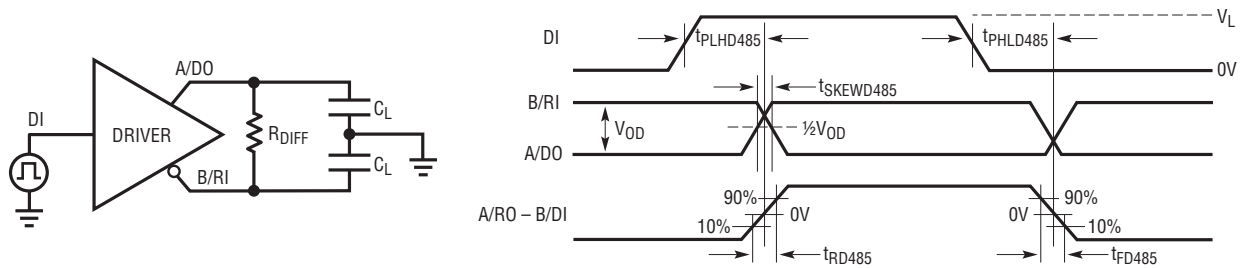 A/DO
DI
DRIVER
RDIFF
CL
CL
B/RI
DI
tPLHD485
tPHLD485
VL
0V
tSKEWD485
B/RI
VOD
½VOD
A/DO
A/RO – B/DI
90%
0V
10%
tRD485
90%
0V
10%
tFD485